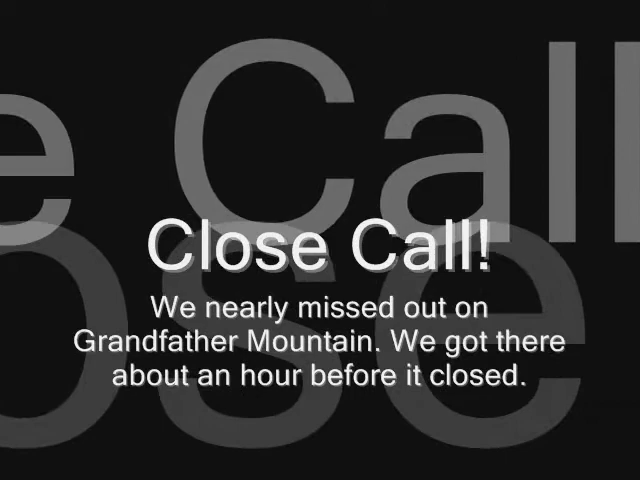 Close Call!
We nearly missed out on
Grandfather Mountain. We got there
about an hour before it closed.